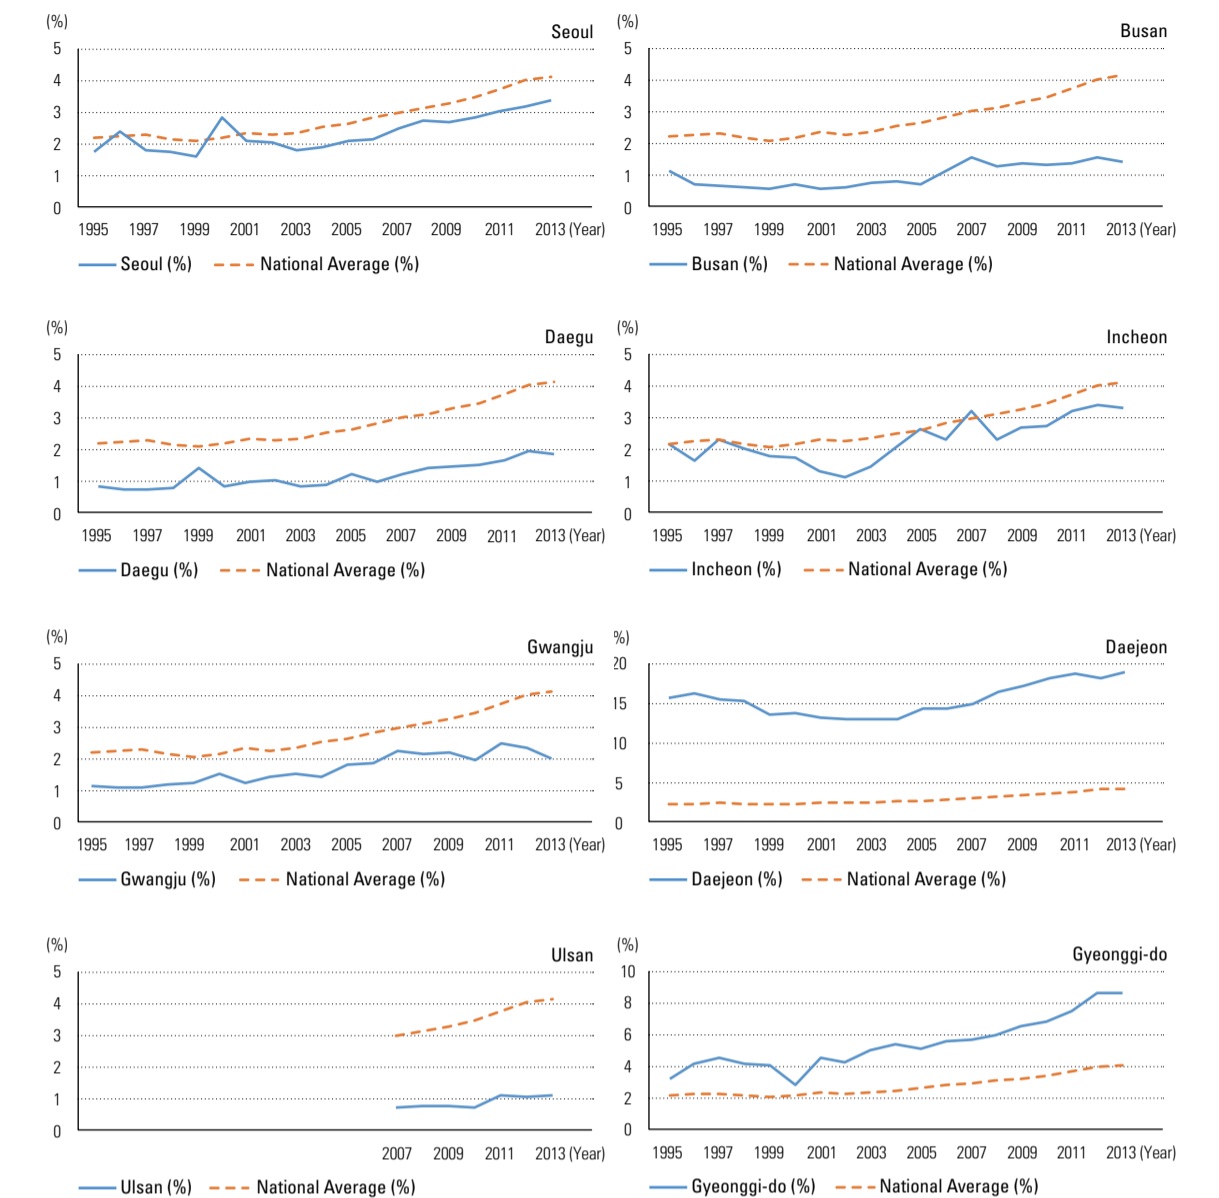 (%)
Seoul
5
4
3
2
1
0
1995 1997 1999 2001 2003 2005 2007 2009 2011 2013 (Year)
Seoul (%) National Average (%)
(%)
Busan
5
4
3
2
1
0
1995 1997 1999 2001 2003 2005 2007 2009 2011 2013 (Year)
Busan (%) National Average (%)
(%)
Daegu
5
4
3
2
1
0
1995 1997 1999 2001 2003 2005 2007 2009 2011 2013 (Year)
Daegu (%) National Average (%)
(%)
Incheon
5
4
3
2
1
0
1995 1997 1999 2001 2003 2005 2007 2009 2011 2013 (Year)
Incheon (%) National Average (%)
(%)
Gwangju
5
4
3
2
1
0
1995 1997 1999 2001 2003 2005 2007 2009 2011 2013 (Year)
Gwangju (%) National Average (%)
%)
Daejeon
20
15
10
5
0
1995 1997 1999 2001 2003 2005 2007 2009 2011 2013 (Year)
Daejeon (%) National Average (%)
(%)
Ulsan
5
4
3
2
1
0
2007 2009 2011 2013 (Year)
Ulsan (%) National Average (%)
(%)
Gyeonggi-do
10
8
6
4
2
0
1995 1997 1999 2001 2003 2005 2007 2009 2011 2013 (Year)
Gyeonggi-do (%) National Average (%)